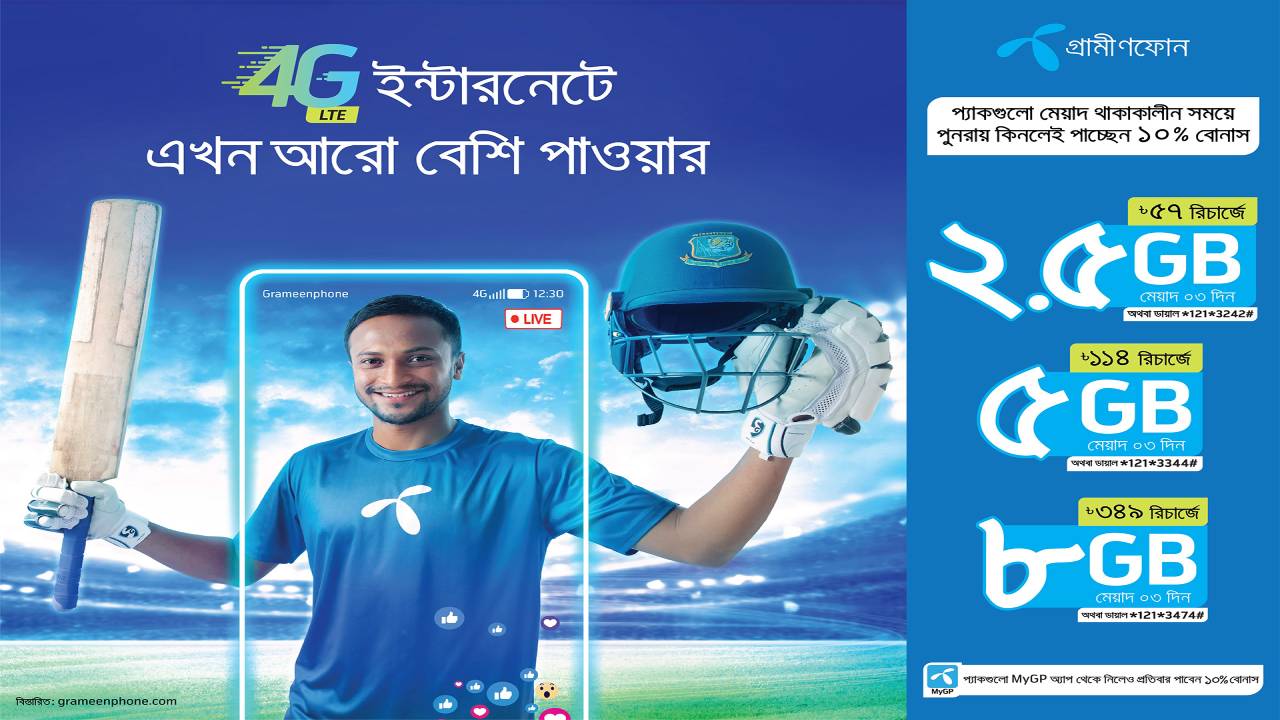 4G LTE ইন্টারনেটে
এখন আরো বেশি পাওয়ার
Grameenphone
4G 12:30
LIVE
বিস্তারিত: grameenphone.com
গ্রামীণফোন
প্যাকগুলো মেয়াদ থাকাকালীন সময়ে
পুনরায় কিনলেই পাচ্ছেন ১০% বোনাস
৳৫৭ রিচার্জে
২.৫GB
মেয়াদ ০৩ দিন
অথবা ডায়াল *121*3242#
৳১১৪ রিচার্জে
৫GB
মেয়াদ ০৩ দিন
অথবা ডায়াল *121*3344#
৳৩৪৯ রিচার্জে
৮GB
মেয়াদ ০৩ দিন
অথবা ডায়াল *121*3474#
MyGP
প্যাকগুলো MyGP অ্যাপ থেকে নিলেও প্রতিবার পাবেন ১০% বোনাস